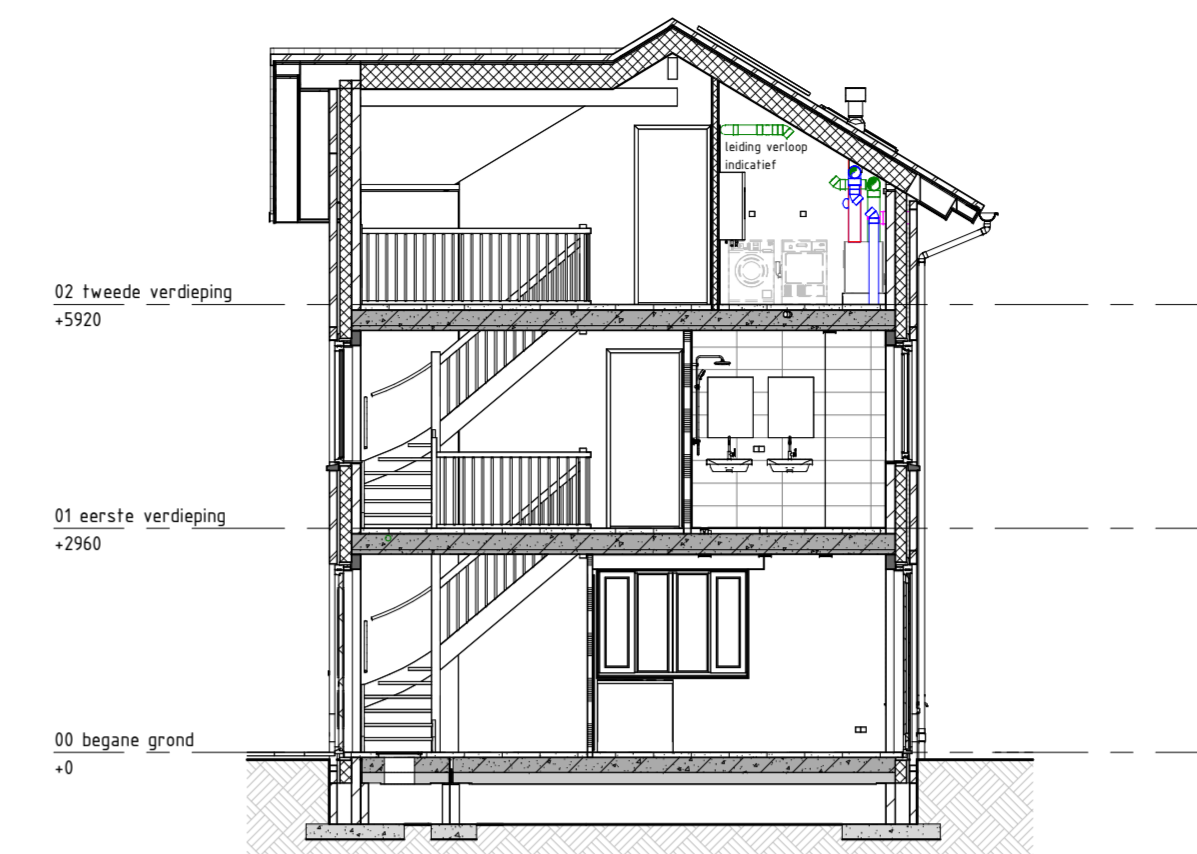 leiding verloop
indicatief
02 tweede verdieping
+5920
01 eerste verdieping
+2960
00 begane grond
+0